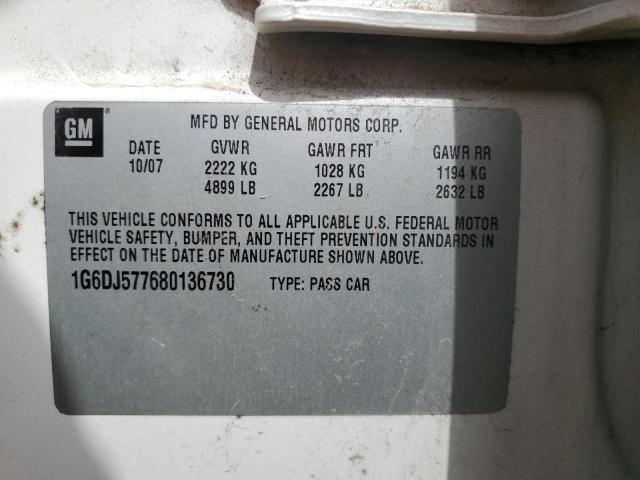 GM ®
MFD BY GENERAL MOTORS CORP.
DATE GVWR GAWR FRT GAWR RR
10/07 2222 KG 1028 KG 1194 KG
4899 LB 2267 LB 2632 LB
THIS VEHICLE CONFORMS TO ALL APPLICABLE U.S. FEDERAL MOTOR
VEHICLE SAFETY, BUMPER, AND THEFT PREVENTION STANDARDS IN
EFFECT ON THE DATE OF MANUFACTURE SHOWN ABOVE.
1G6DJ577680136730 TYPE: PASS CAR